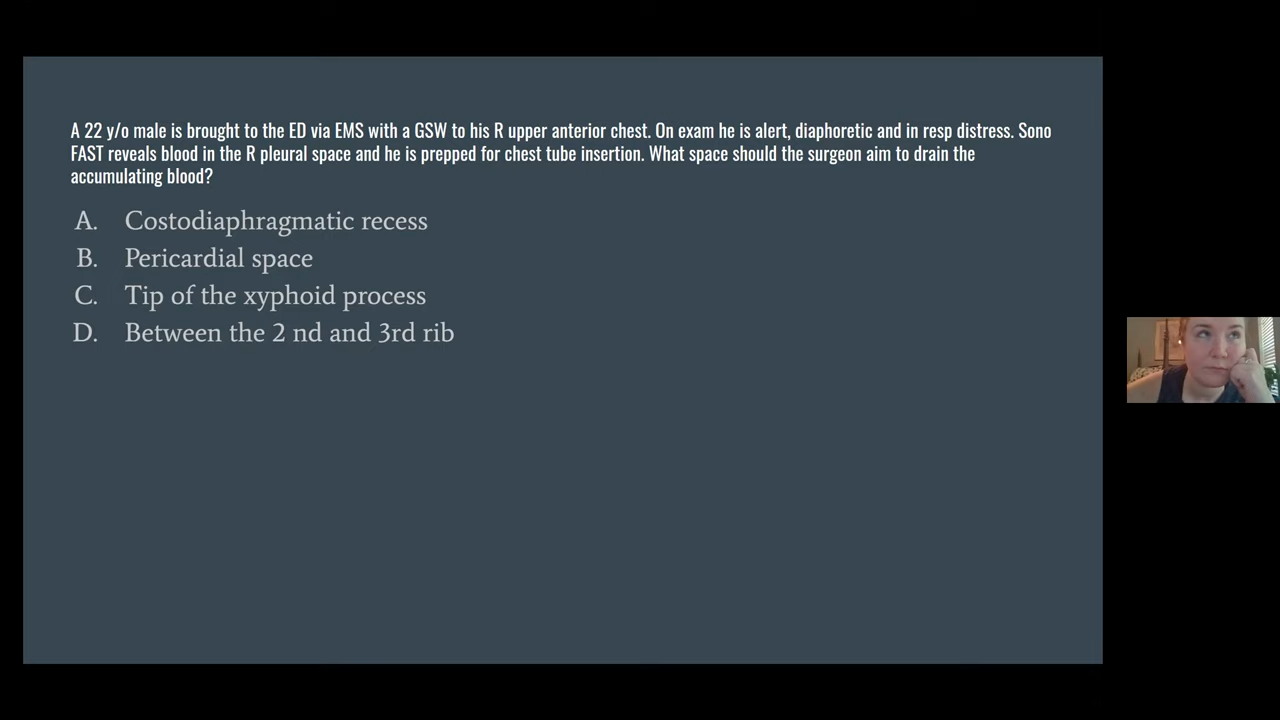 A 22 y/o male is brought to the ED via EMS with a GSW to his R upper anterior chest. On exam he is alert, diaphoretic and in resp distress. Sono
FAST reveals blood in the R pleural space and he is prepped for chest tube insertion. What space should the surgeon aim to drain the
accumulating blood?
A. Costodiaphragmatic recess
B. Pericardial space
C. Tip of the xyphoid process
D. Between the 2 nd and 3rd rib